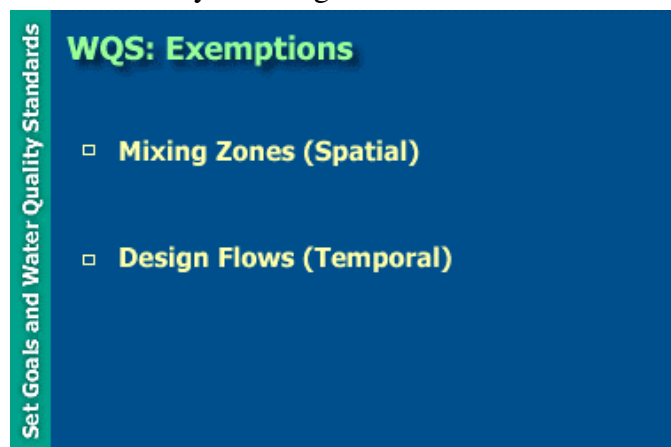 Set Goals and Water Quality Standards
WQS: Exemptions
Mixing Zones (Spatial)
Design Flows (Temporal)